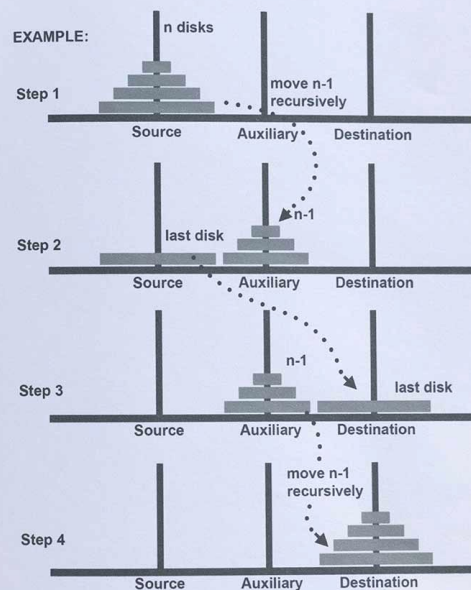 EXAMPLE:
n disks
Step 1
move n-1
recursively
Source Auxiliary Destination
n-1
Step 2
last disk
Source Auxiliary Destination
n-1
Step 3
last disk
Source Auxiliary Destination
move n-1
recursively
Step 4
Source Auxiliary Destination